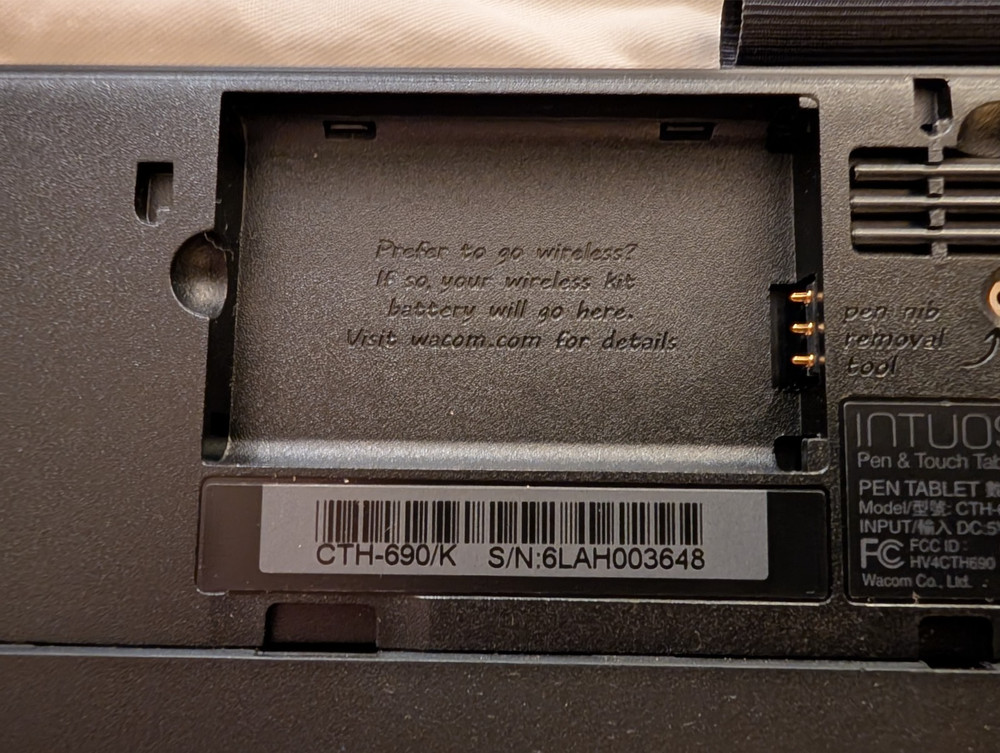 Prefer to go wireless?
If so, your wireless kit
battery will go here.
Visit wacom.com for details
pen nib
removal
tool
INTUOS
Pen & Touch
PEN TABLET
Model/型號: CTH-
INPUT/輸入 DC:5
FC FCC ID:
HV4CTH690
Wacom Co., Ltd.
CTH-690/K S/N:6LAH003648